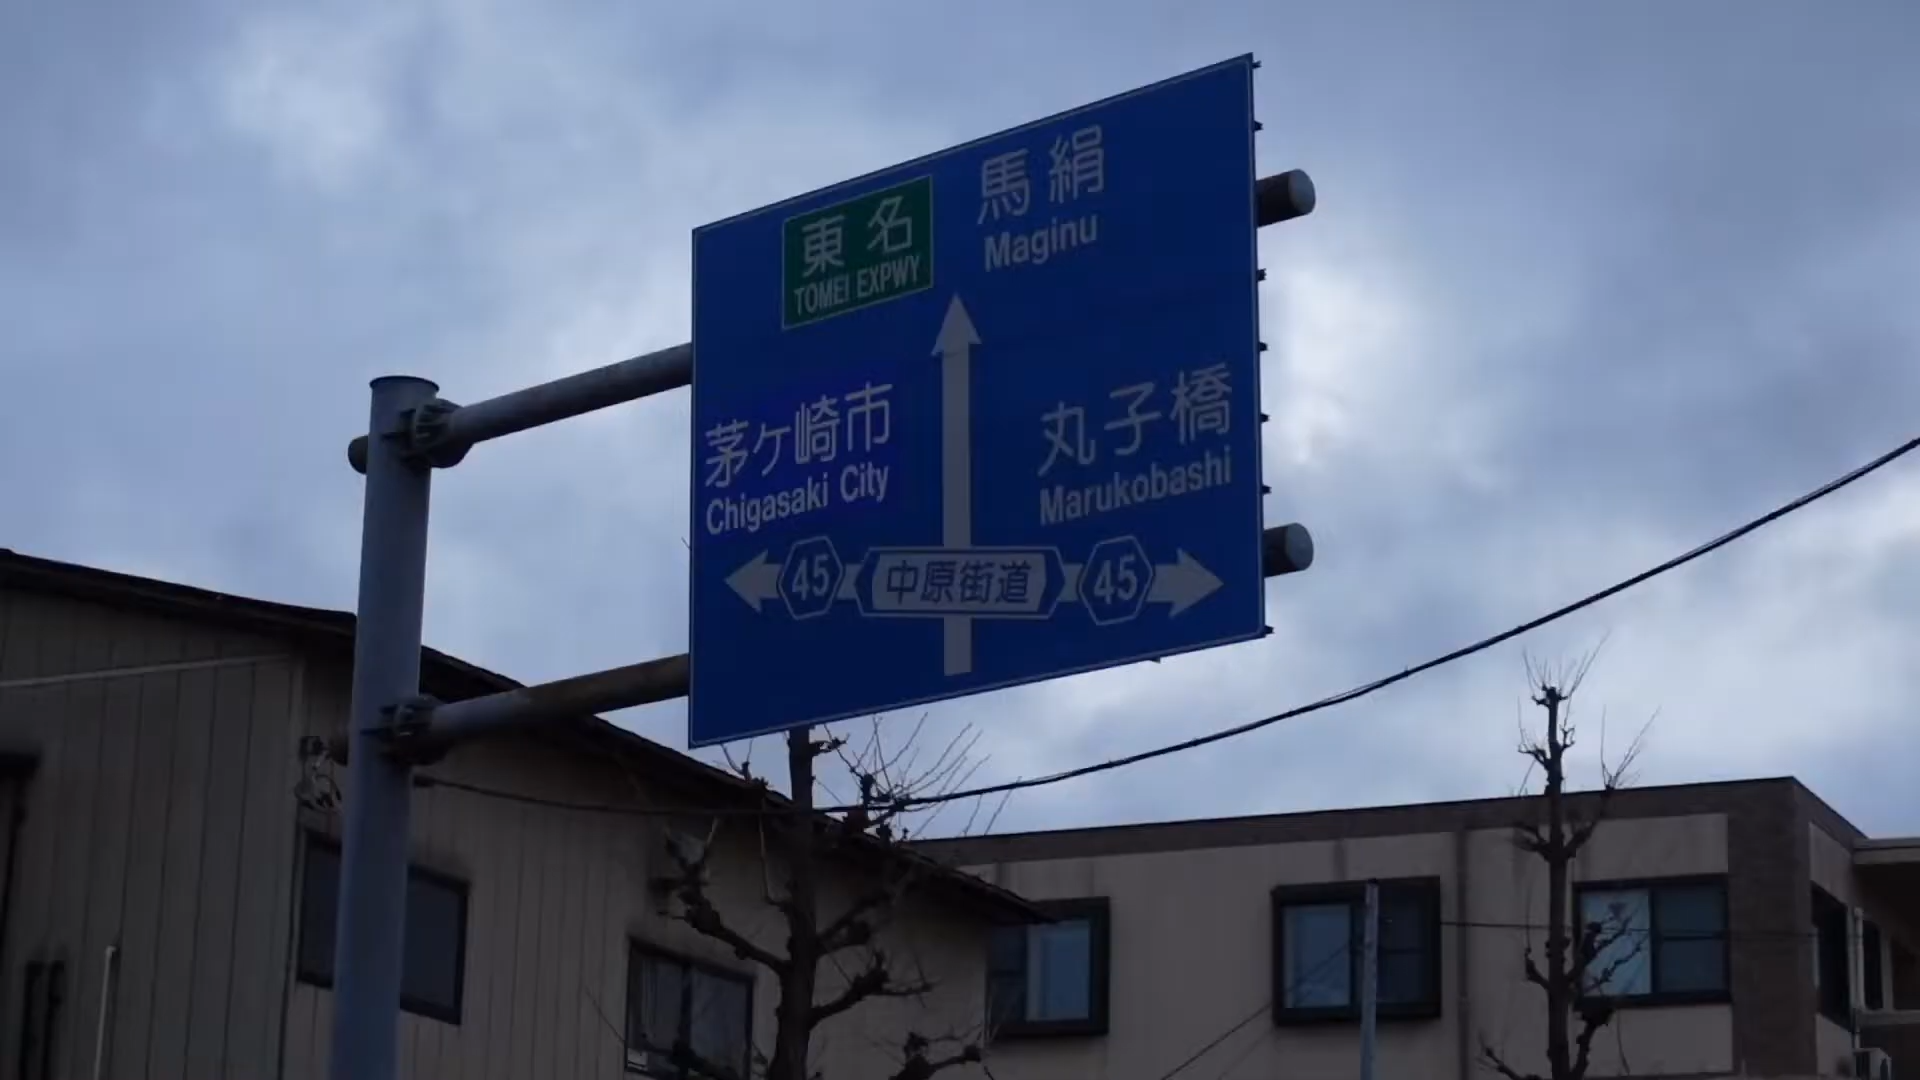 馬絹
Maginu
東名
TOMEI EXPWY
茅ケ崎市
Chigasaki City
丸子橋
Marukobashi
45 中原街道 45